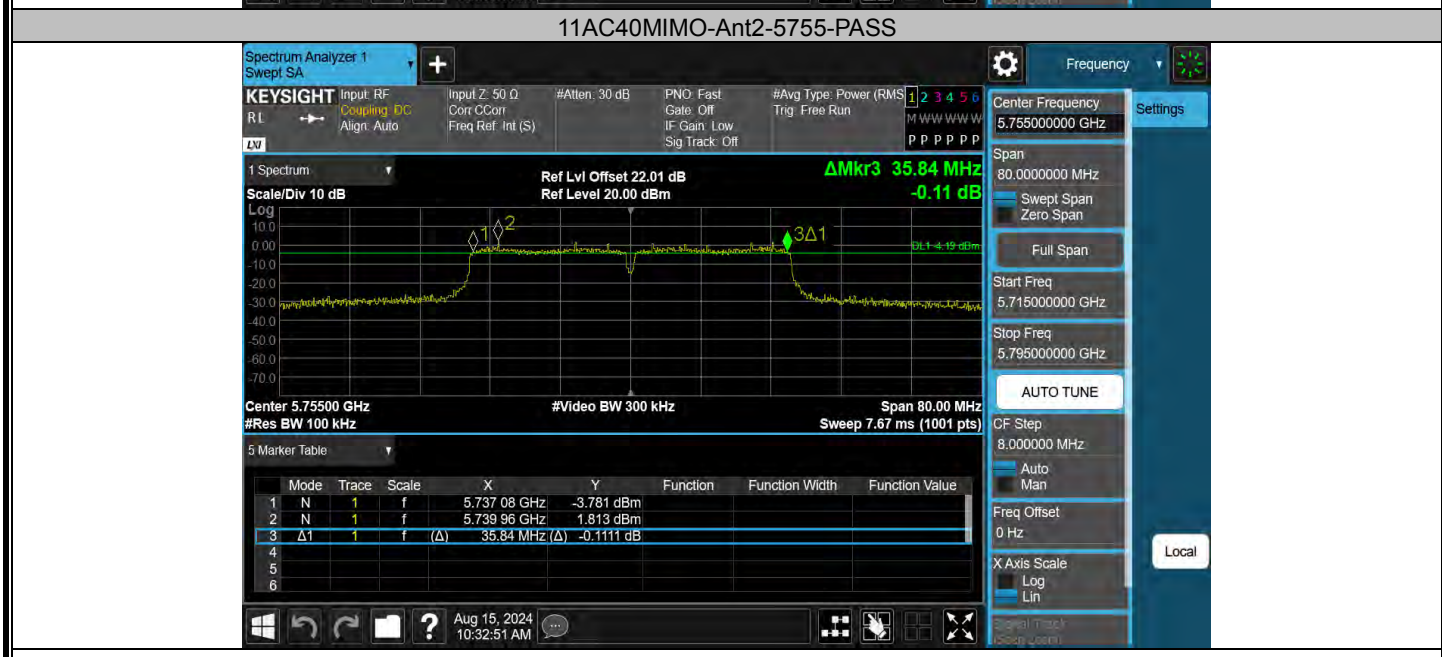 11AC40MIMO-Ant2-5755-PASS
Spectrum Analyzer 1
Swept SA
+
Frequency
KEYSIGHT
RL
LXI
Input: RF
Coupling: DC
Align: Auto
Input Z: 50 Ω
Corr CCorr
Freq Ref: Int (S)
#Atten: 30 dB
PNO: Fast
Gate: Off
IF Gain: Low
Sig Track: Off
#Avg Type: Power (RMS
Trig: Free Run
1 2 3 4 5 6
M W W W W W
P P P P P P
1 Spectrum
Scale/Div 10 dB
Ref Lvl Offset 22.01 dB
Ref Level 20.00 dBm
ΔMkr3 35.84 MHz
-0.11 dB
Log
10.0
0.00
-10.0
-20.0
-30.0
-40.0
-50.0
-60.0
-70.0
1
2
3Δ1
DL1 -4.19 dBm
Center 5.75500 GHz
#Video BW 300 kHz
Span 80.00 MHz
#Res BW 100 kHz
Sweep 7.67 ms (1001 pts)
5 Marker Table
Mode Trace Scale X Y Function Function Width Function Value
1 N 1 f 5.737 08 GHz -3.781 dBm
2 N 1 f 5.739 96 GHz 1.813 dBm
3 Δ1 1 f (Δ) 35.84 MHz (Δ) -0.1111 dB
4
5
6
Aug 15, 2024
10:32:51 AM
?
Center Frequency
5.755000000 GHz
Settings
Span
80.0000000 MHz
Swept Span
Zero Span
Full Span
Start Freq
5.715000000 GHz
Stop Freq
5.795000000 GHz
AUTO TUNE
CF Step
8.000000 MHz
Auto
Man
Freq Offset
0 Hz
X Axis Scale
Log
Lin
Local
Signal Track
(Span Zoom)